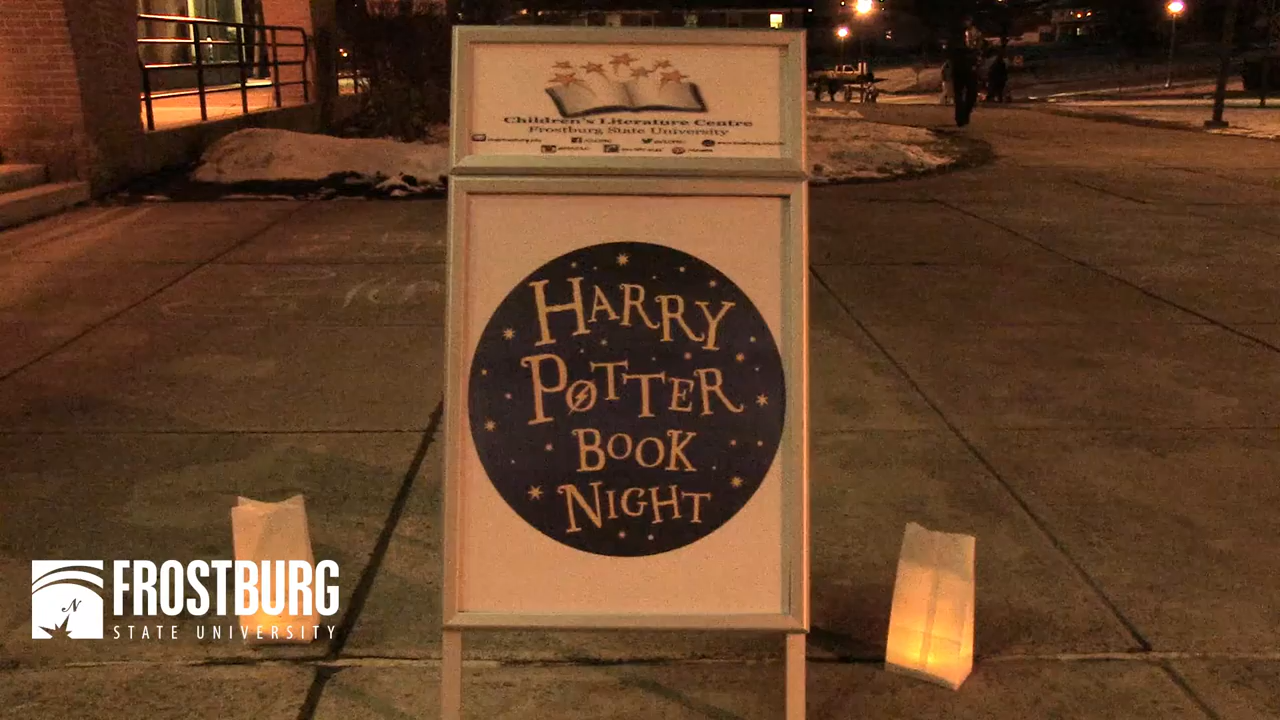 Children's Literature Centre
Frostburg State University
HARRY
POTTER
BOOK
NIGHT
FROSTBURG
STATE UNIVERSITY